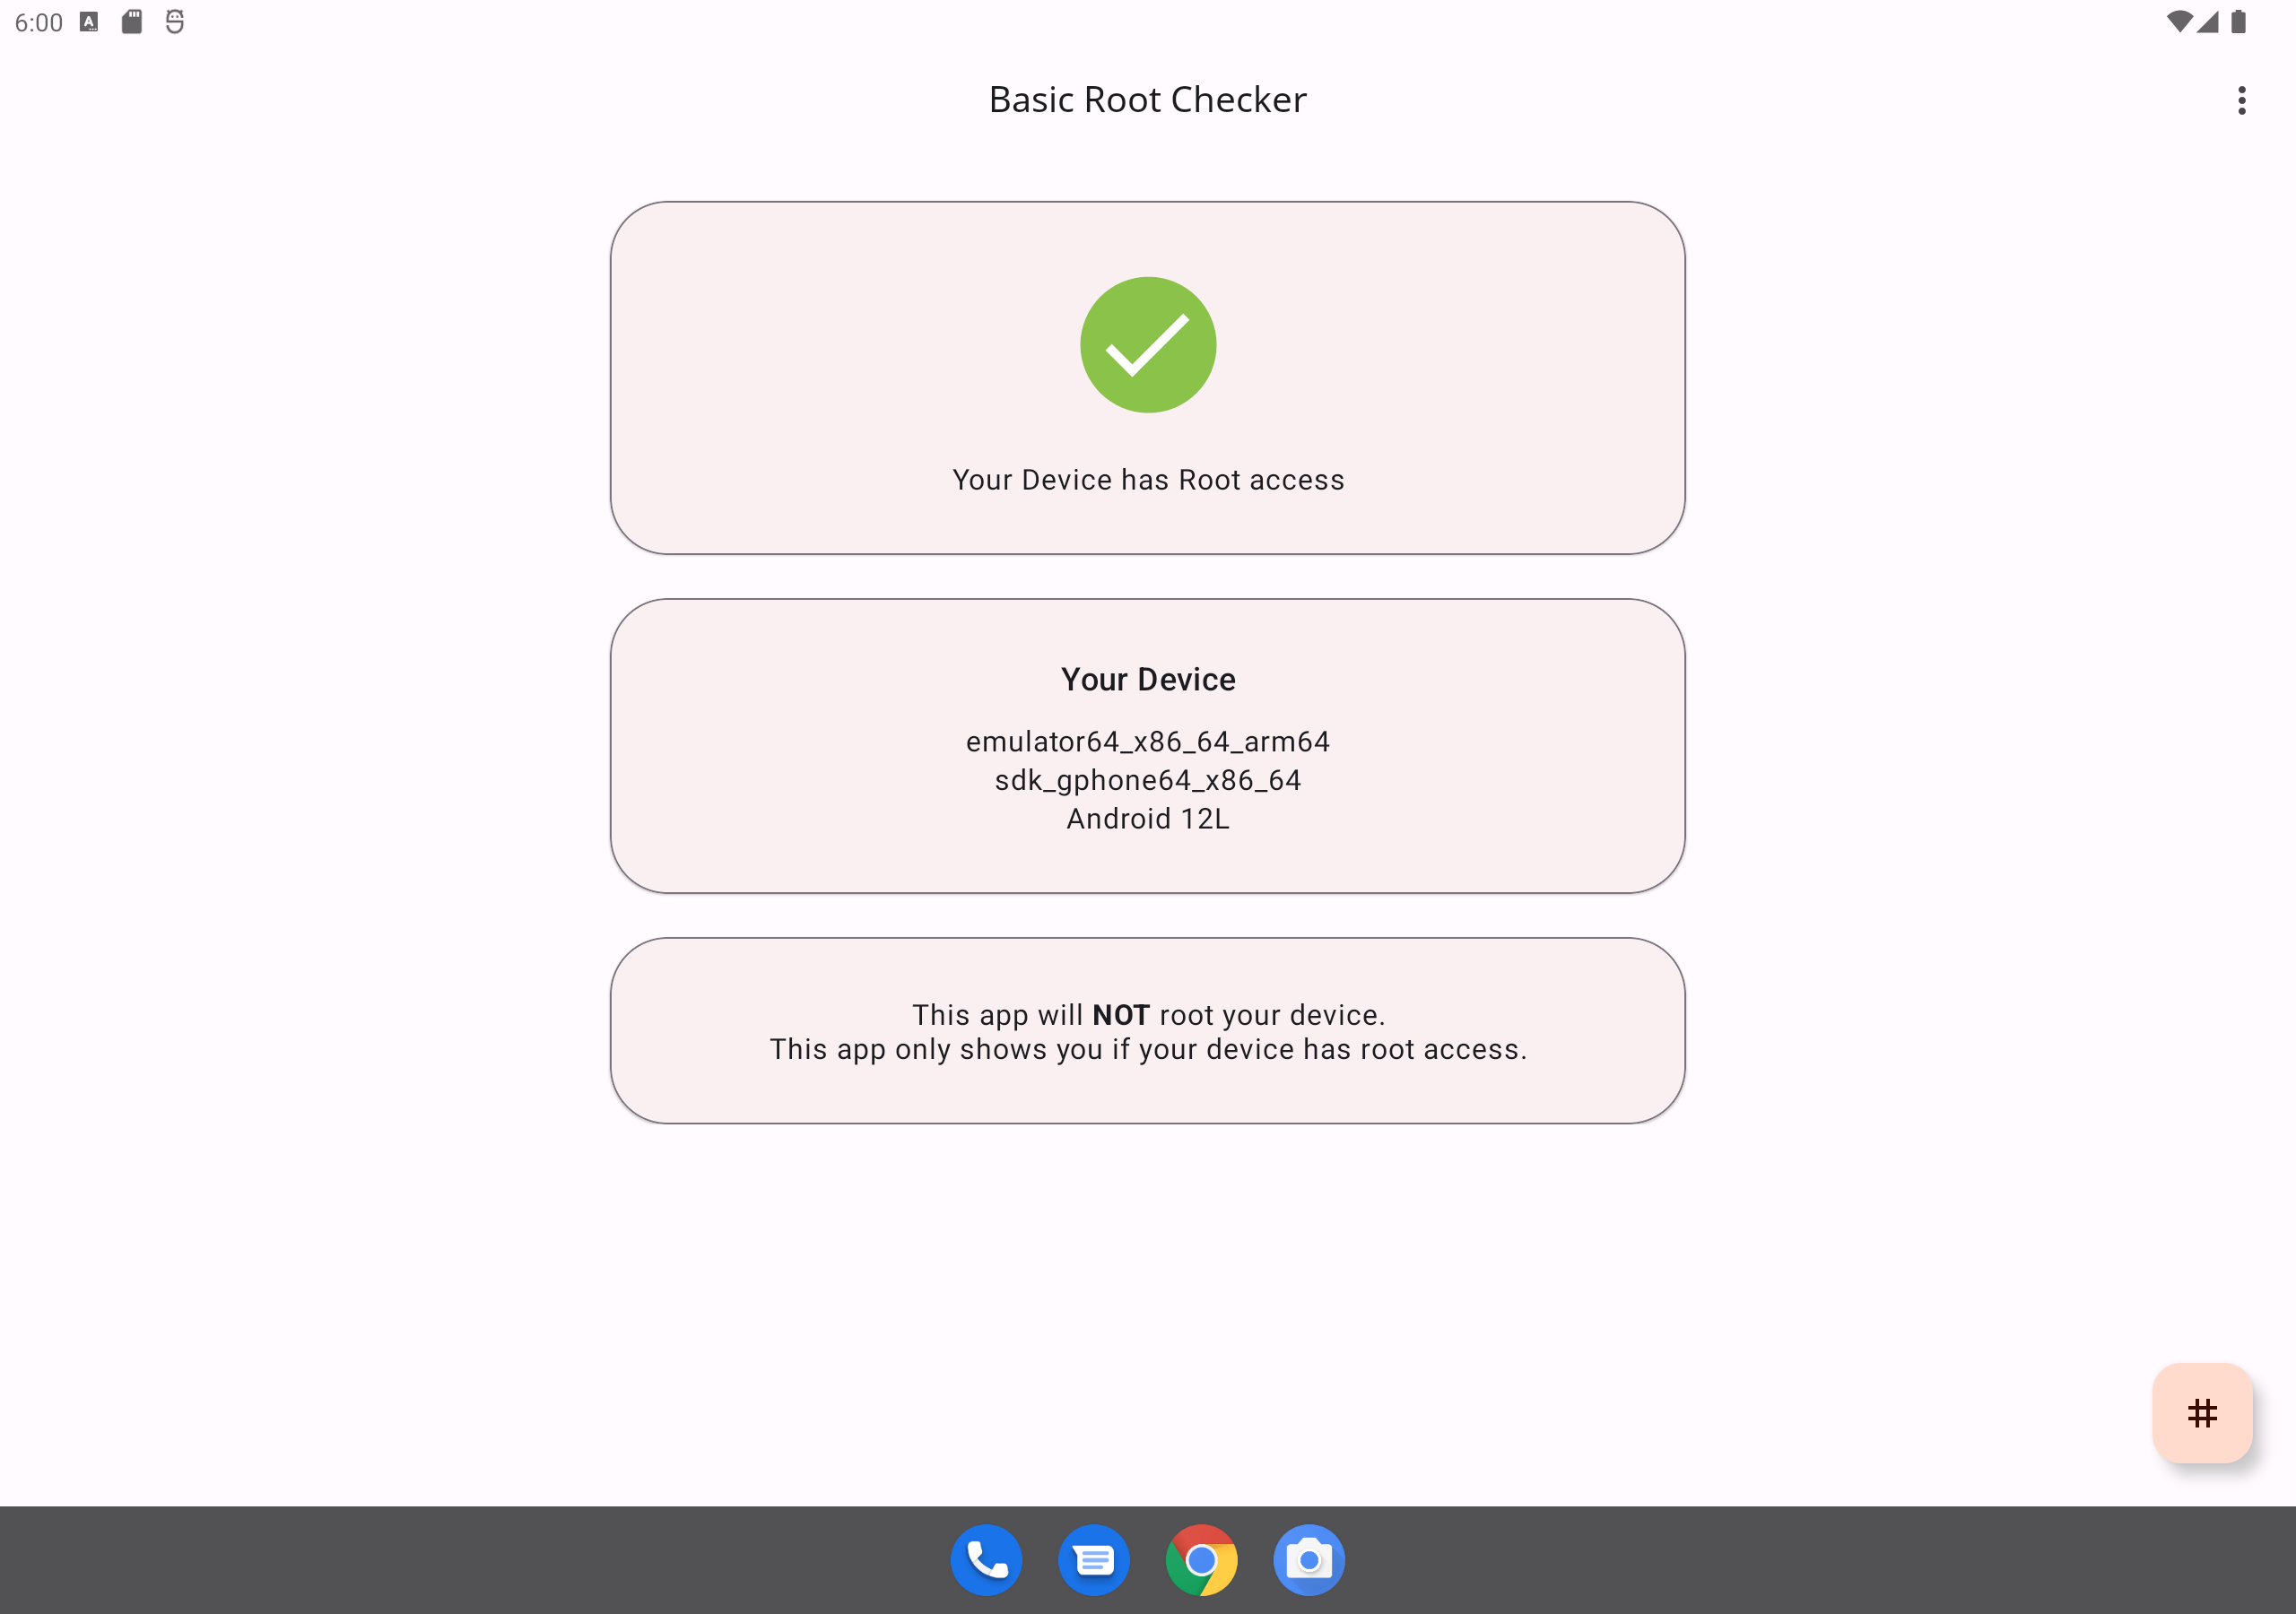 6:00
Basic Root Checker
Your Device has Root access
Your Device
emulator64_x86_64_arm64
sdk_gphone64_x86_64
Android 12L
This app will NOT root your device.
This app only shows you if your device has root access.